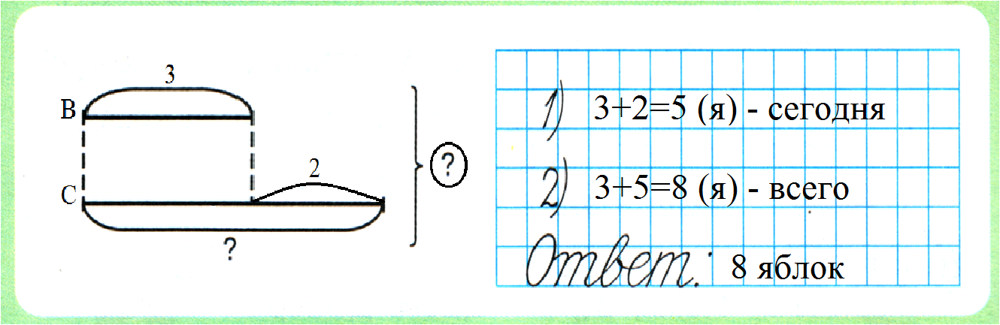 3
В
?
2
С
?
1) 3+2=5 (я) - сегодня
2) 3+5=8 (я) - всего
Ответ: 8 яблок